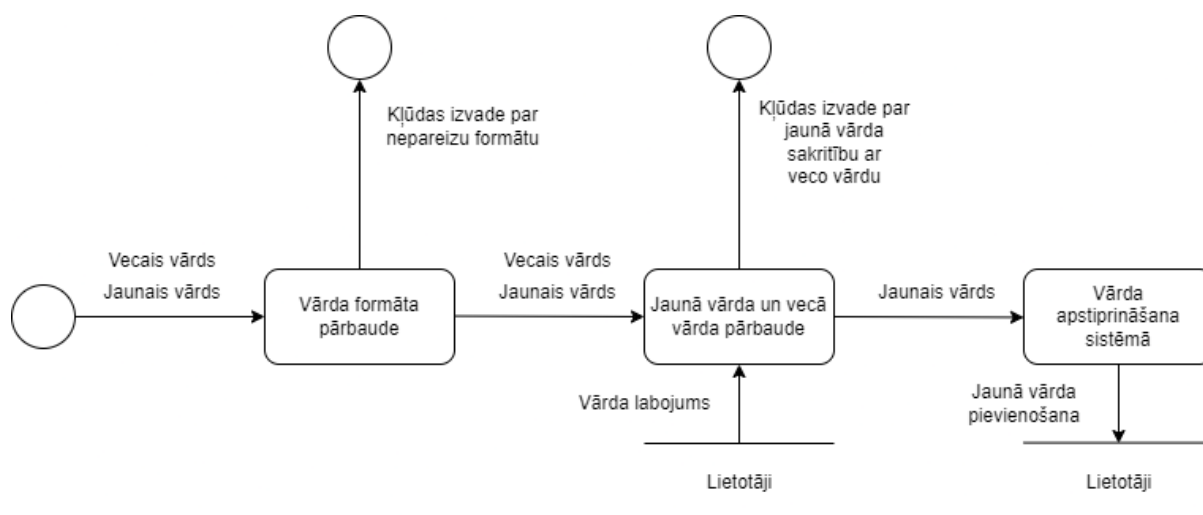 Kļūdas izvade par
nepareizu formātu
Kļūdas izvade par
jaunā vārda
sakritību ar
veco vārdu
Vecais vārds
Jaunais vārds
Vārda formāta
pārbaude
Vecais vārds
Jaunais vārds
Jaunā vārda un vecā
vārda pārbaude
Jaunais vārds
Vārda
apstiprināšana
sistēmā
Vārda labojums
Jaunā vārda
pievienošana
Lietotāji
Lietotāji